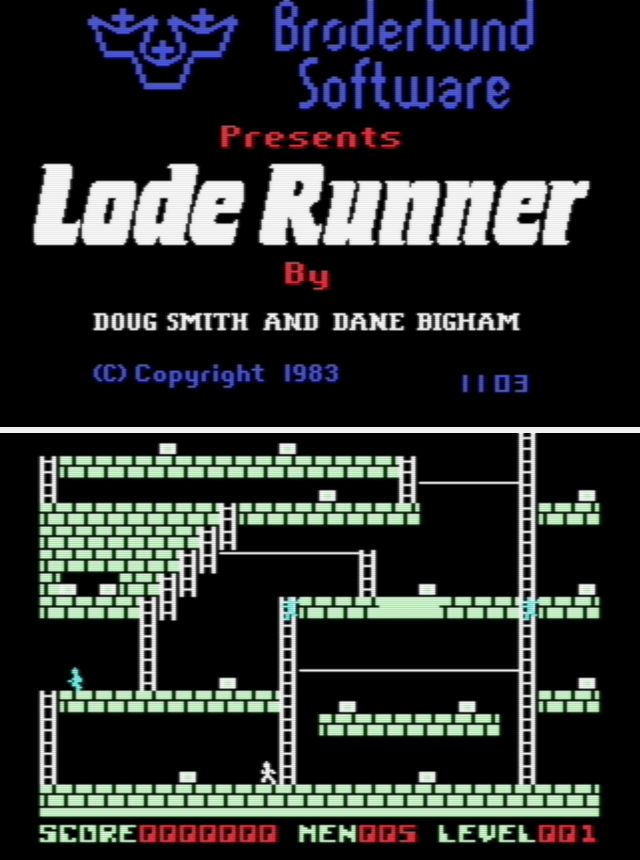 Broderbund
Software
Presents
Lode Runner
By
DOUG SMITH AND DANE BIGHAM
(C) Copyright 1983
1103
SCORE0000000 MEN005 LEVEL001